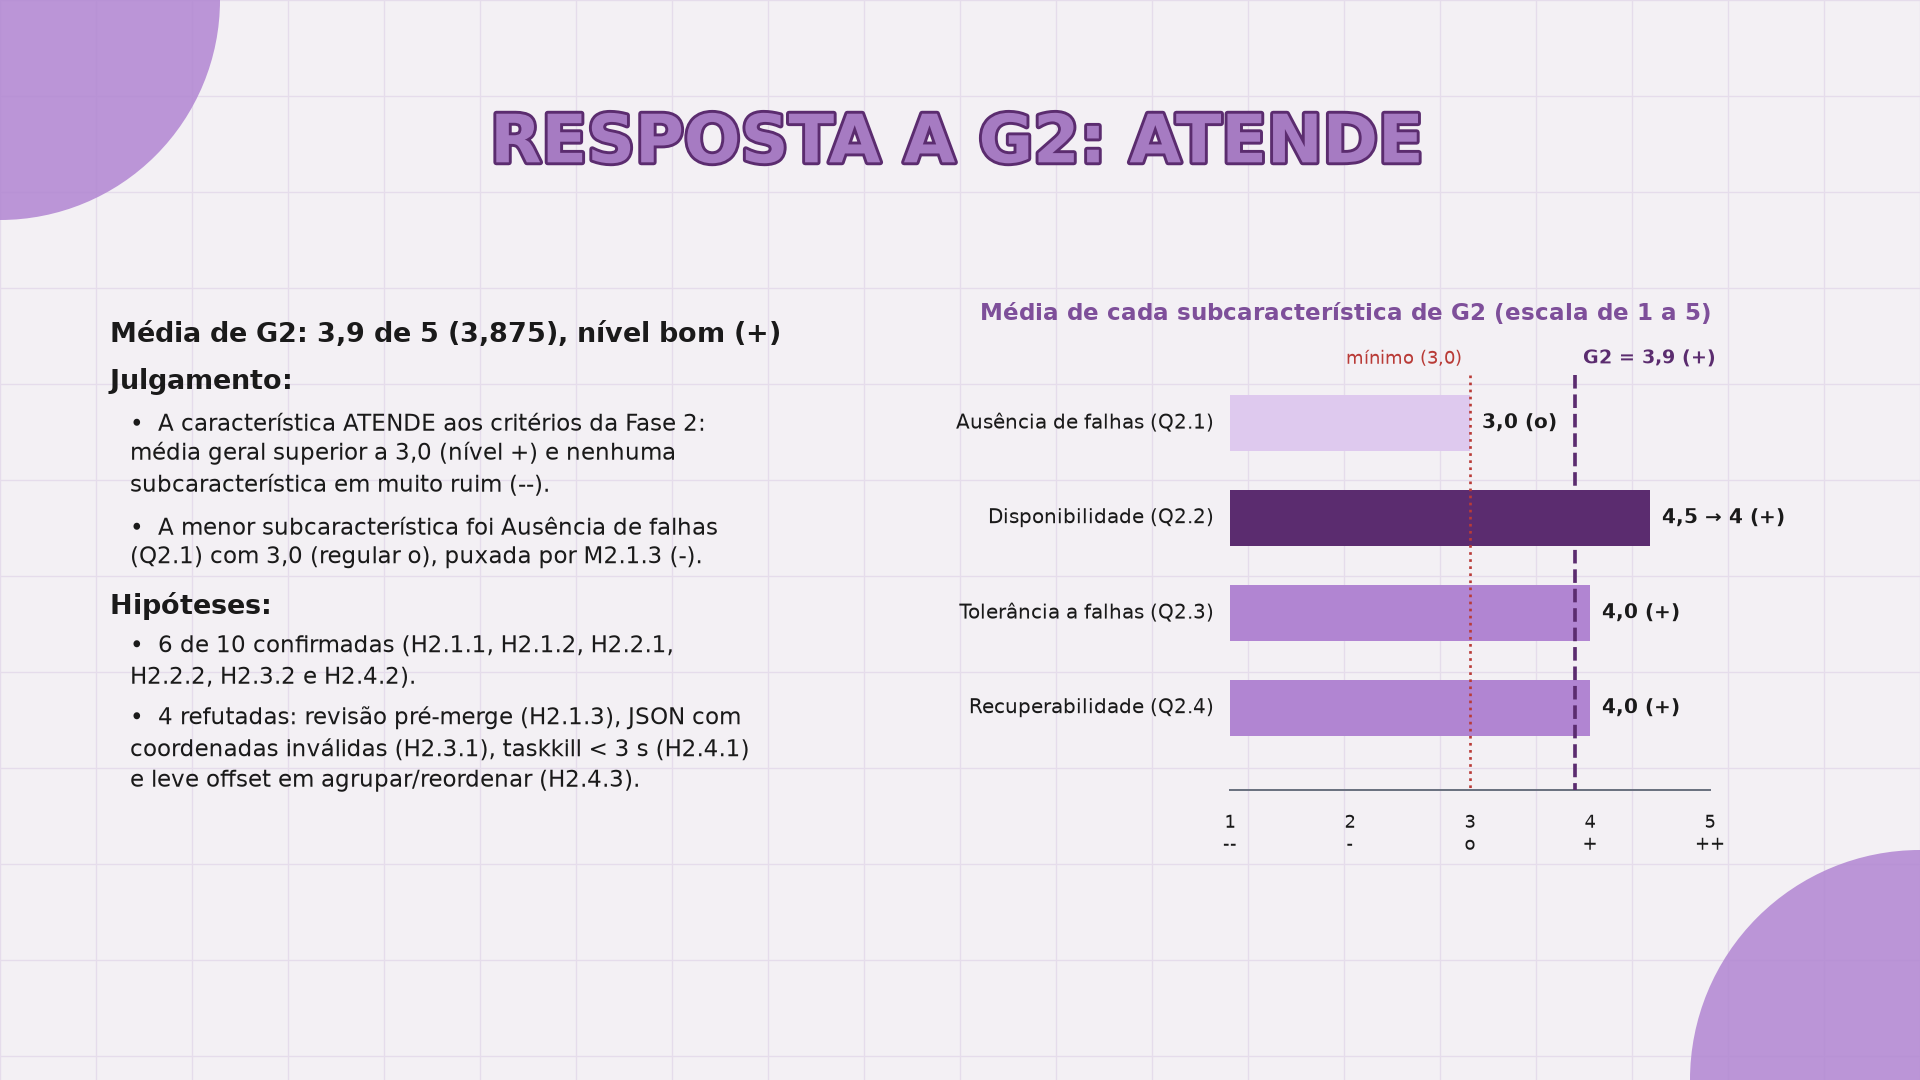 RESPOSTA A G2: ATENDE
Média de G2: 3,9 de 5 (3,875), nível bom (+)
Julgamento:
• A característica ATENDE aos critérios da Fase 2:
média geral superior a 3,0 (nível +) e nenhuma
subcaracterística em muito ruim (--).
• A menor subcaracterística foi Ausência de falhas
(Q2.1) com 3,0 (regular o), puxada por M2.1.3 (-).
Hipóteses:
• 6 de 10 confirmadas (H2.1.1, H2.1.2, H2.2.1,
H2.2.2, H2.3.2 e H2.4.2).
• 4 refutadas: revisão pré-merge (H2.1.3), JSON com
coordenadas inválidas (H2.3.1), taskkill < 3 s (H2.4.1)
e leve offset em agrupar/reordenar (H2.4.3).
Média de cada subcaracterística de G2 (escala de 1 a 5)
mínimo (3,0)
G2 = 3,9 (+)
Ausência de falhas (Q2.1)
3,0 (o)
Disponibilidade (Q2.2)
4,5 → 4 (+)
Tolerância a falhas (Q2.3)
4,0 (+)
Recuperabilidade (Q2.4)
4,0 (+)
1 2 3 4 5
-- - o + ++